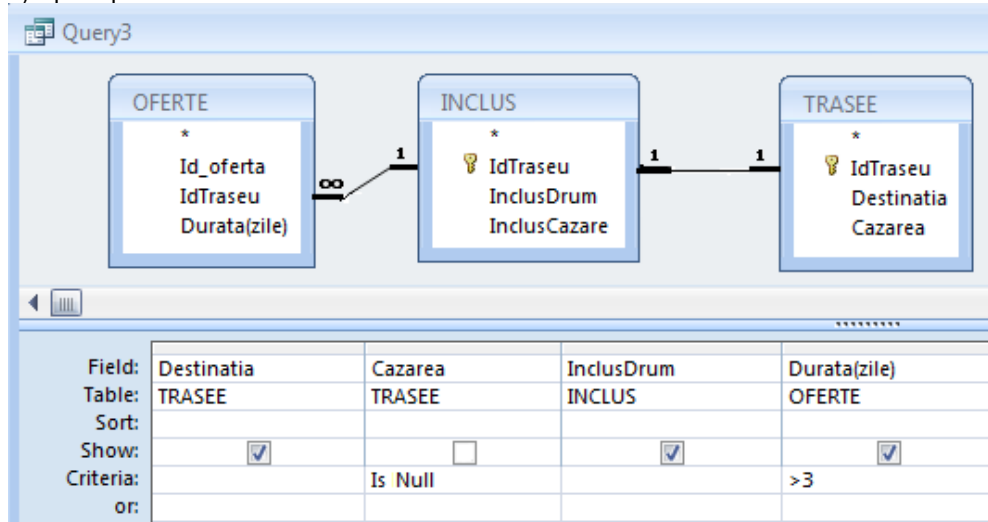 Query3
OFERTE
*
Id_oferta
IdTraseu
Durata(zile)
∞
1
INCLUS
*
IdTraseu
InclusDrum
InclusCazare
1
1
TRASEE
*
IdTraseu
Destinatia
Cazarea
Field: Destinatia Cazarea InclusDrum Durata(zile)
Table: TRASEE TRASEE INCLUS OFERTE
Sort:
Show:
Criteria: Is Null >3
or: